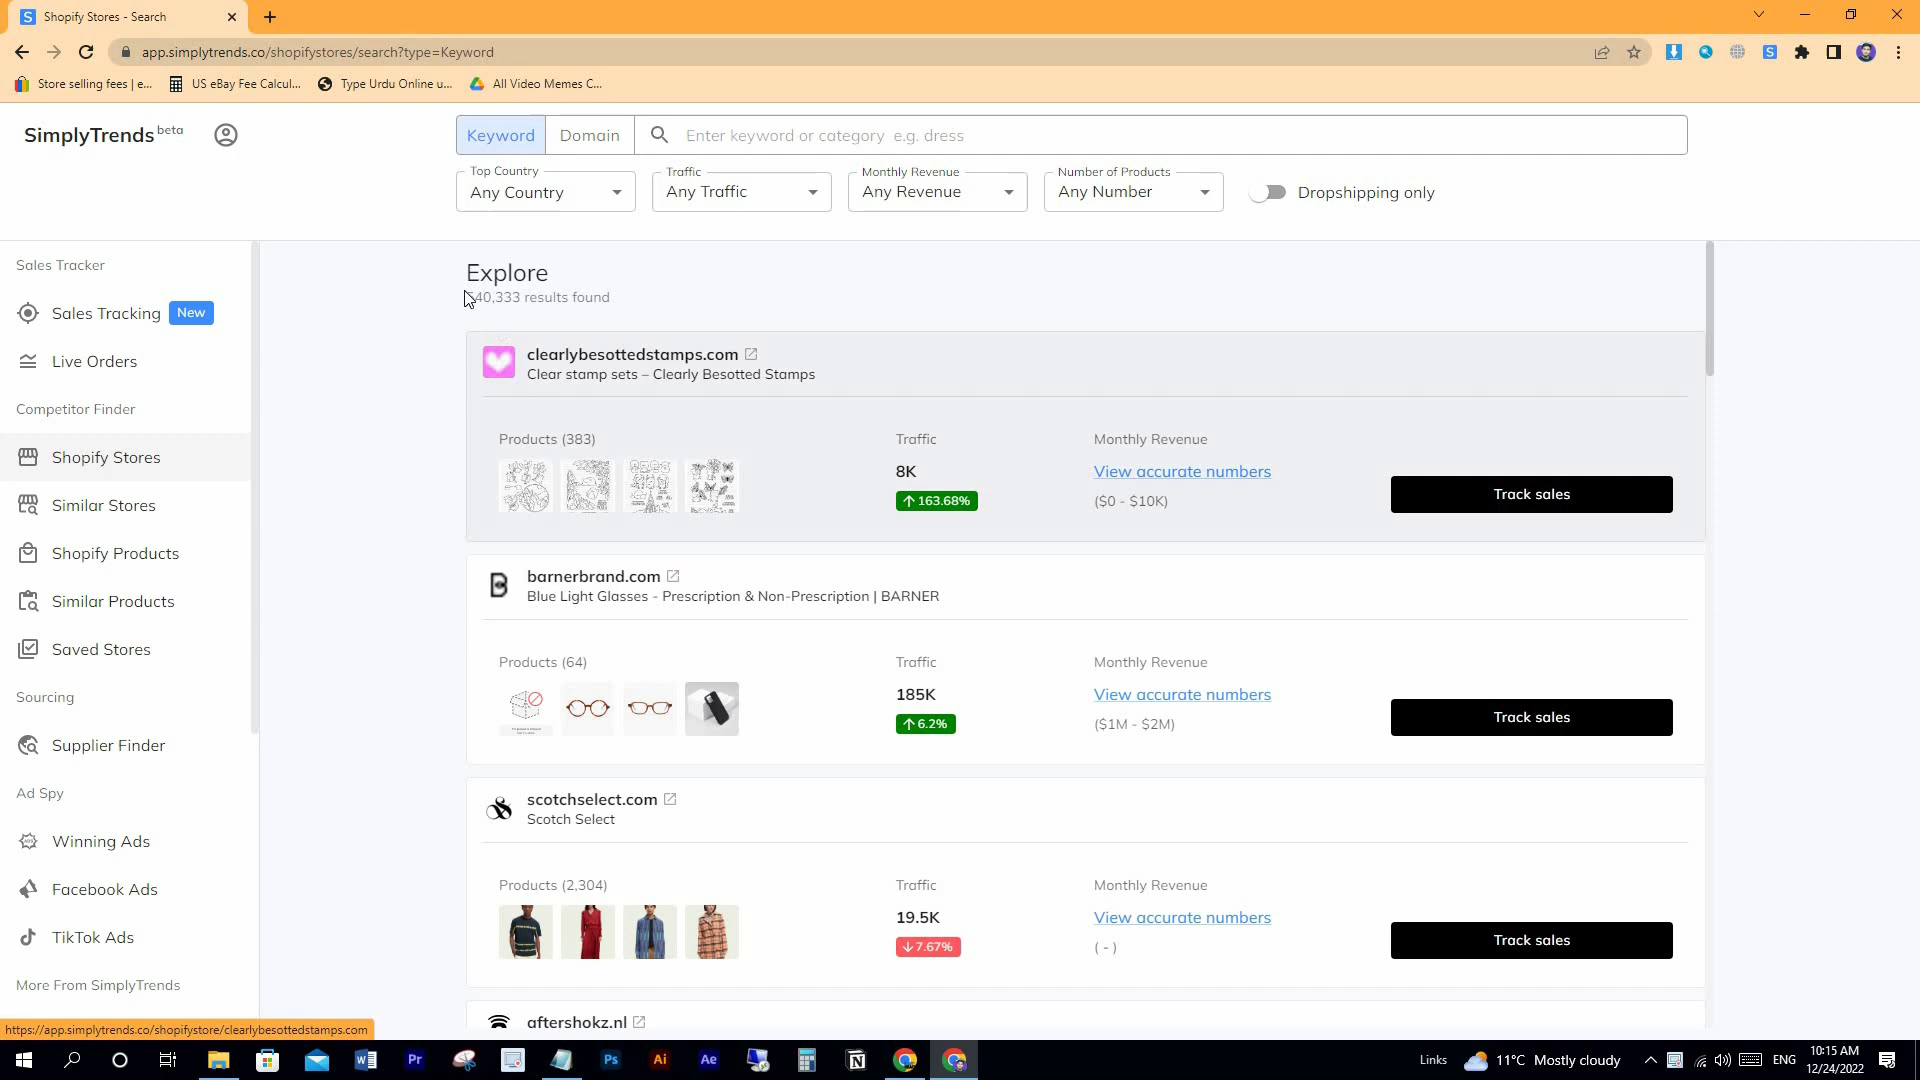 Shopify Stores - Search
app.simplytrends.co/shopifystores/search?type=Keyword
Store selling fees | e...
US eBay Fee Calcul...
Type Urdu Online u...
All Video Memes C...
SimplyTrends beta
Keyword
Domain
Enter keyword or category e.g. dress
Top Country
Any Country
Traffic
Any Traffic
Monthly Revenue
Any Revenue
Number of Products
Any Number
Dropshipping only
Sales Tracker
Sales Tracking New
Live Orders
Competitor Finder
Shopify Stores
Similar Stores
Shopify Products
Similar Products
Saved Stores
Sourcing
Supplier Finder
Ad Spy
Winning Ads
Facebook Ads
TikTok Ads
More From SimplyTrends
Explore
40,333 results found
clearlybesottedstamps.com
Clear stamp sets – Clearly Besotted Stamps
Products (383)
Traffic
8K
163.68%
Monthly Revenue
View accurate numbers
($0 - $10K)
Track sales
barnerbrand.com
Blue Light Glasses - Prescription & Non-Prescription | BARNER
Products (64)
Traffic
185K
6.2%
Monthly Revenue
View accurate numbers
($1M - $2M)
Track sales
scotchselect.com
Scotch Select
Products (2,304)
Traffic
19.5K
7.67%
Monthly Revenue
View accurate numbers
( - )
Track sales
aftershokz.nl
https://app.simplytrends.co/shopifystore/clearlybesottedstamps.com
Pr
Ps
Ai
Ae
Links
11°C Mostly cloudy
ENG
10:15 AM
12/24/2022